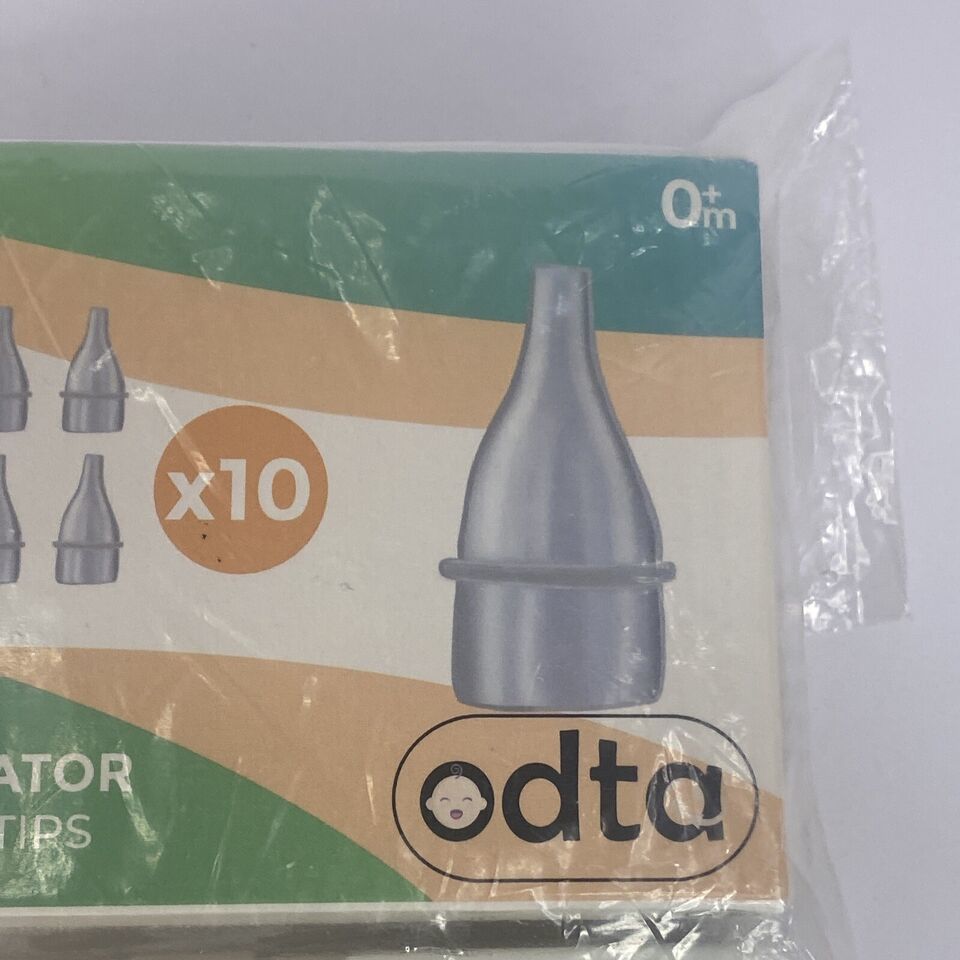 0+m
x10
ATOR
TIPS
odta